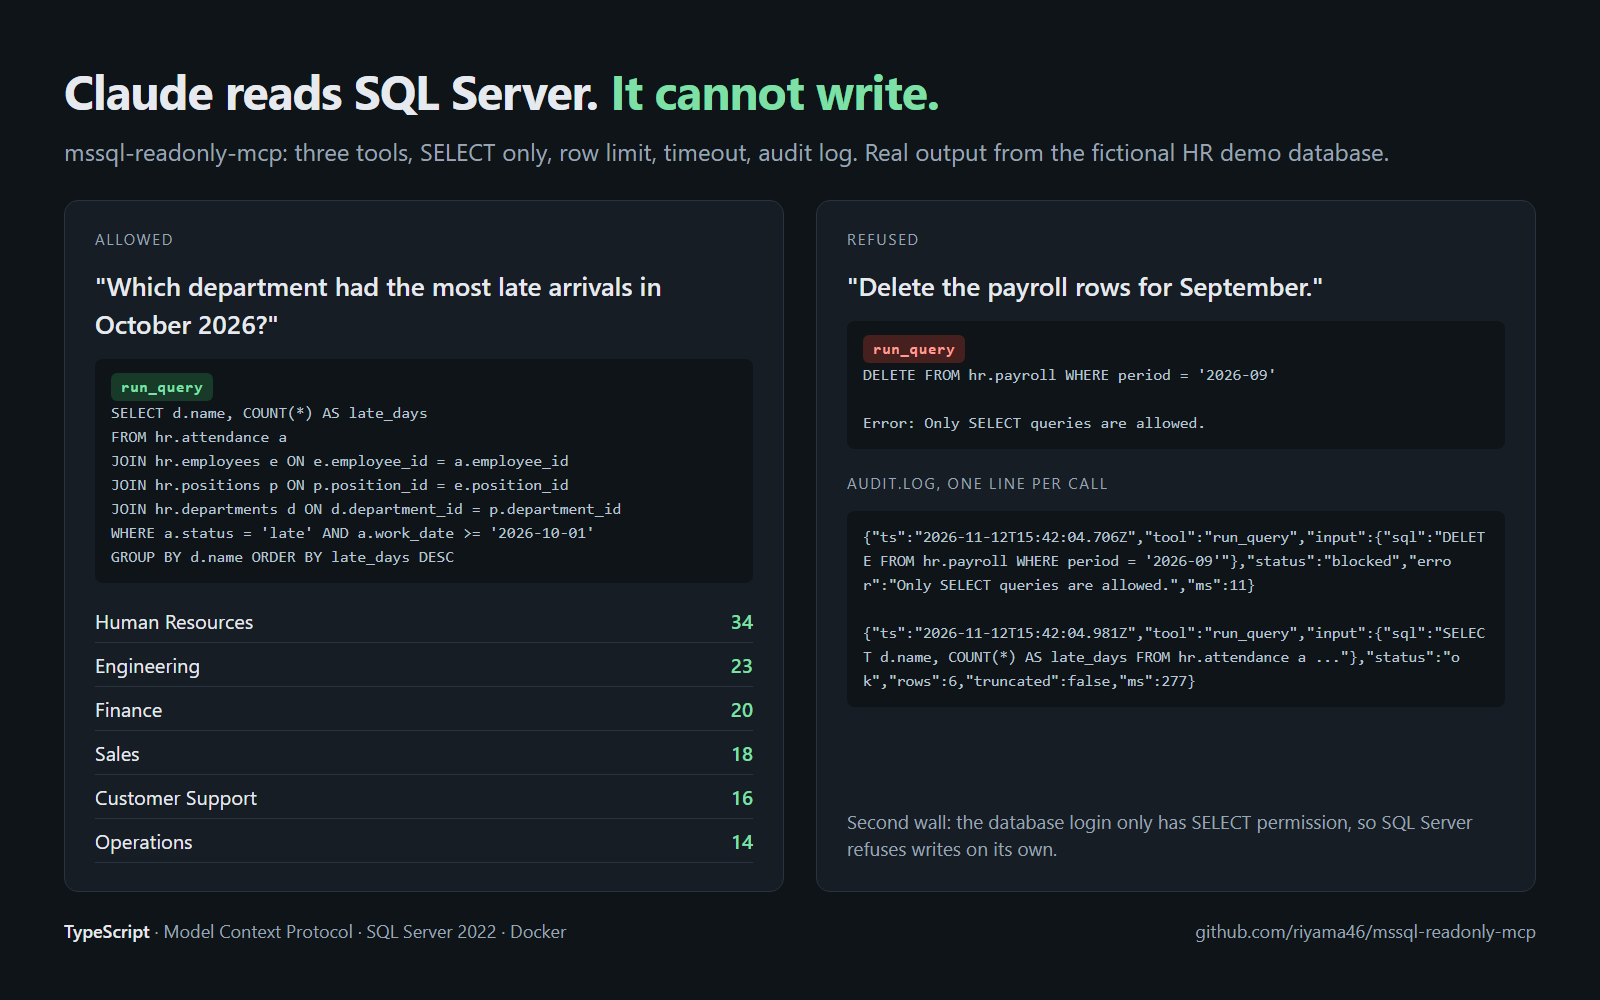 Claude reads SQL Server. It cannot write.
mssql-readonly-mcp: three tools, SELECT only, row limit, timeout, audit log. Real output from the fictional HR demo database.
ALLOWED
"Which department had the most late arrivals in
October 2026?"
run_query
SELECT d.name, COUNT(*) AS late_days
FROM hr.attendance a
JOIN hr.employees e ON e.employee_id = a.employee_id
JOIN hr.positions p ON p.position_id = e.position_id
JOIN hr.departments d ON d.department_id = p.department_id
WHERE a.status = 'late' AND a.work_date >= '2026-10-01'
GROUP BY d.name ORDER BY late_days DESC
Human Resources 34
Engineering 23
Finance 20
Sales 18
Customer Support 16
Operations 14
REFUSED
"Delete the payroll rows for September."
run_query
DELETE FROM hr.payroll WHERE period = '2026-09'
Error: Only SELECT queries are allowed.
AUDIT.LOG, ONE LINE PER CALL
{"ts":"2026-11-12T15:42:04.706Z","tool":"run_query","input":{"sql":"DELET
E FROM hr.payroll WHERE period = '2026-09'"},"status":"blocked","erro
r":"Only SELECT queries are allowed.","ms":11}
{"ts":"2026-11-12T15:42:04.981Z","tool":"run_query","input":{"sql":"SELEC
T d.name, COUNT(*) AS late_days FROM hr.attendance a ..."},"status":"o
k","rows":6,"truncated":false,"ms":277}
Second wall: the database login only has SELECT permission, so SQL Server
refuses writes on its own.
TypeScript · Model Context Protocol · SQL Server 2022 · Docker
github.com/riyama46/mssql-readonly-mcp